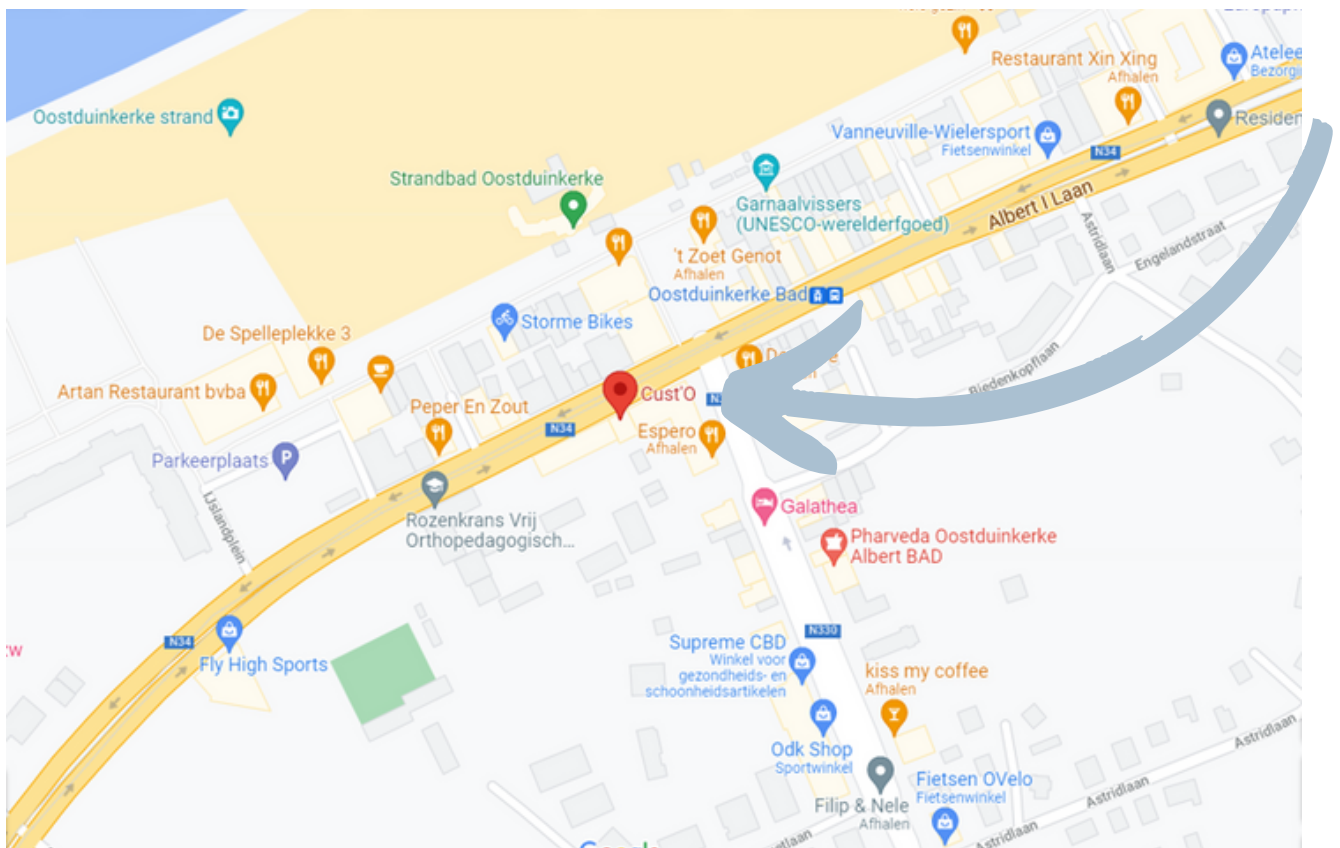 Restaurant Xin Xing
Afhalen
Bezorgi
Oostduinkerke strand
Vanneuville-Wielersport
Fietsenwinkel
Residen
N34
Strandbad Oostduinkerke
Garnaalvissers
(UNESCO-werelderfgoed)
Albert I Laan
Astridlaan
Engelandstraat
't Zoet Genot
Afhalen
Oostduinkerke Bad
Storme Bikes
De Spelleplekke 3
Artan Restaurant bvba
Biedenkopflaan
Cust'O
Peper En Zout
N34
Espero
Afhalen
Parkeerplaats
P
IJslandplein
Rozenkrans Vrij
Orthopedagogisch...
Galathea
Pharveda Oostduinkerke
Albert BAD
N34
Fly High Sports
N330
Supreme CBD
Winkel voor
gezondheids- en
schoonheidsartikelen
kiss my coffee
Afhalen
Odk Shop
Sportwinkel
Astridlaan
Filip & Nele
Afhalen
Fietsen OVelo
Fietsenwinkel
Astridlaan
Astridlaan